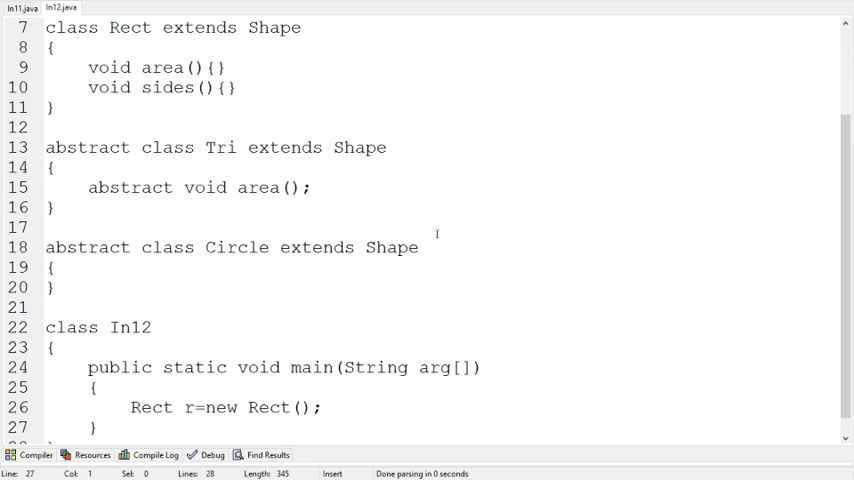 In11.java In12.java
7 class Rect extends Shape
8 {
9 void area(){}
10 void sides(){}
11 }
12
13 abstract class Tri extends Shape
14 {
15 abstract void area();
16 }
17
18 abstract class Circle extends Shape
19 {
20 }
21
22 class In12
23 {
24 public static void main(String arg[])
25 {
26 Rect r=new Rect();
27 }
Compiler Resources Compile Log Debug Find Results
Line: 27 Col: 1 Sel: 0 Lines: 28 Length: 345 Insert Done parsing in 0 seconds